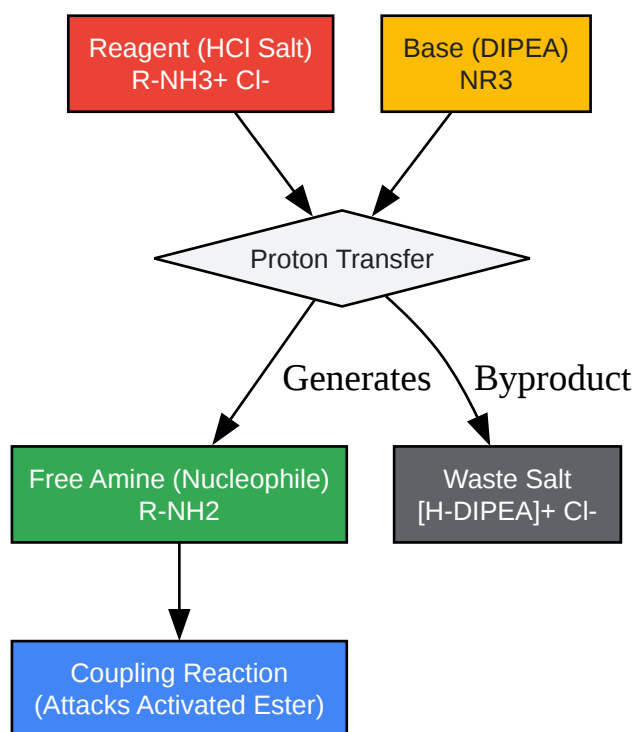 Reagent (HCl Salt)
R-NH3+ Cl-
Base (DIPEA)
NR3
Proton Transfer
Generates
Byproduct
Free Amine (Nucleophile)
R-NH2
Waste Salt
[H-DIPEA]+ Cl-
Coupling Reaction
(Attacks Activated Ester)